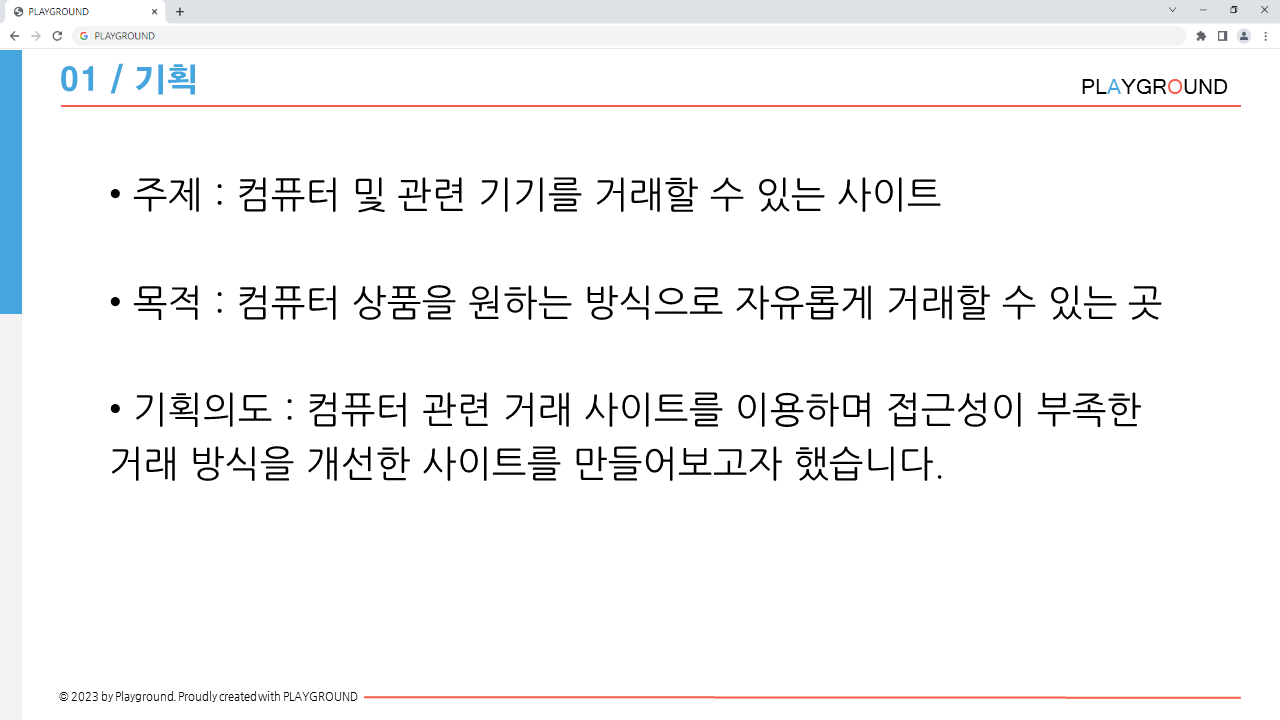 PLAYGROUND
PLAYGROUND
01 / 기획
PLAYGROUND
• 주제 : 컴퓨터 및 관련 기기를 거래할 수 있는 사이트
• 목적 : 컴퓨터 상품을 원하는 방식으로 자유롭게 거래할 수 있는 곳
• 기획의도 : 컴퓨터 관련 거래 사이트를 이용하며 접근성이 부족한
거래 방식을 개선한 사이트를 만들어보고자 했습니다.
© 2023 by Playground. Proudly created with PLAYGROUND